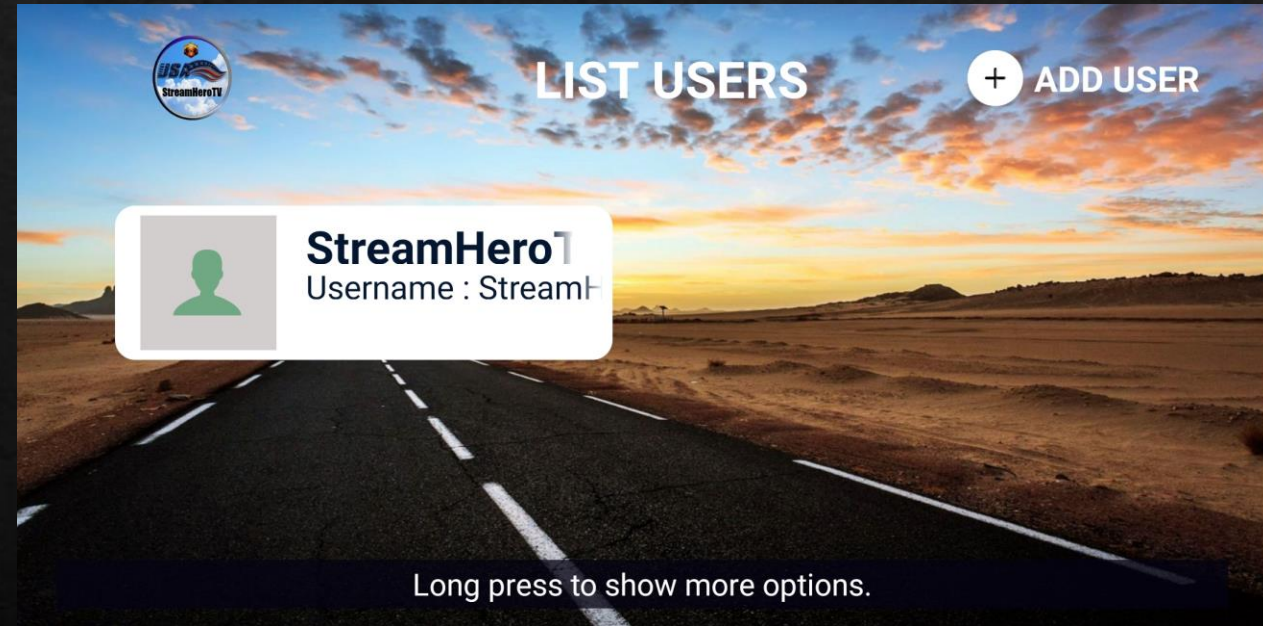 USA
StreamHeroTV
LIST USERS
+ ADD USER
StreamHeroT
Username : StreamH
Long press to show more options.